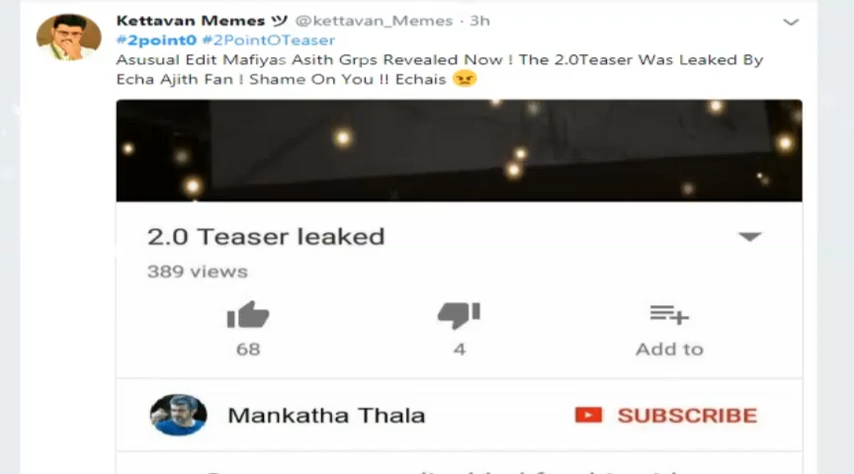 Kettavan Memes ツ @kettavan_Memes · 3h
#2point0 #2PointOTeaser
Asusual Edit Mafiyas Asith Grps Revealed Now ! The 2.0Teaser Was Leaked By
Echa Ajith Fan ! Shame On You !! Echais 😡
2.0 Teaser leaked
389 views
68
4
Add to
Mankatha Thala
SUBSCRIBE